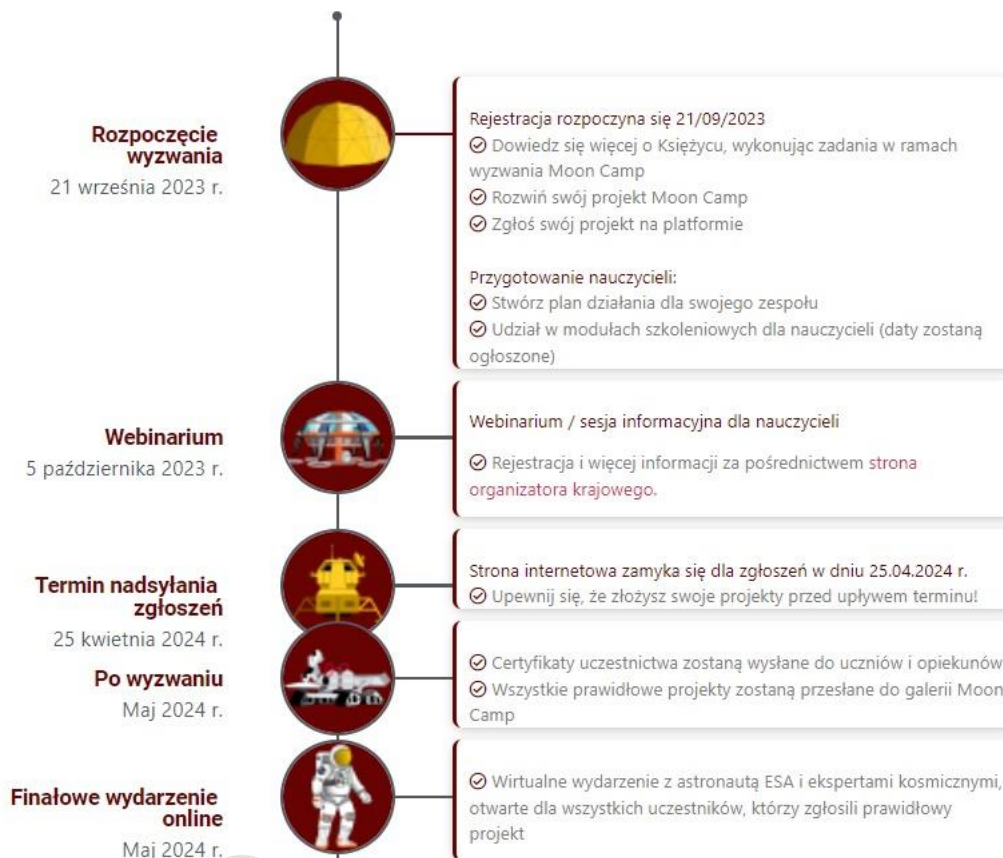 Rozpoczęcie
wyzwania
21 września 2023 r.
Rejestracja rozpoczyna się 21/09/2023
Dowiedz się więcej o Księżycu, wykonując zadania w ramach
wyzwania Moon Camp
Rozwiń swój projekt Moon Camp
Zgłoś swój projekt na platformie
Przygotowanie nauczycieli:
Stwórz plan działania dla swojego zespołu
Udział w modułach szkoleniowych dla nauczycieli (daty zostaną
ogłoszone)
Webinarium
5 października 2023 r.
Webinarium / sesja informacyjna dla nauczycieli
Rejestracja i więcej informacji za pośrednictwem strona
organizatora krajowego.
Termin nadsyłania
zgłoszeń
25 kwietnia 2024 r.
Strona internetowa zamyka się dla zgłoszeń w dniu 25.04.2024 r.
Upewnij się, że złożysz swoje projekty przed upływem terminu!
Po wyzwaniu
Maj 2024 r.
Certyfikaty uczestnictwa zostaną wysłane do uczniów i opiekunów
Wszystkie prawidłowe projekty zostaną przesłane do galerii Moon
Camp
Finałowe wydarzenie
online
Maj 2024 r.
Wirtualne wydarzenie z astronautą ESA i ekspertami kosmicznymi,
otwarte dla wszystkich uczestników, którzy zgłosili prawidłowy
projekt